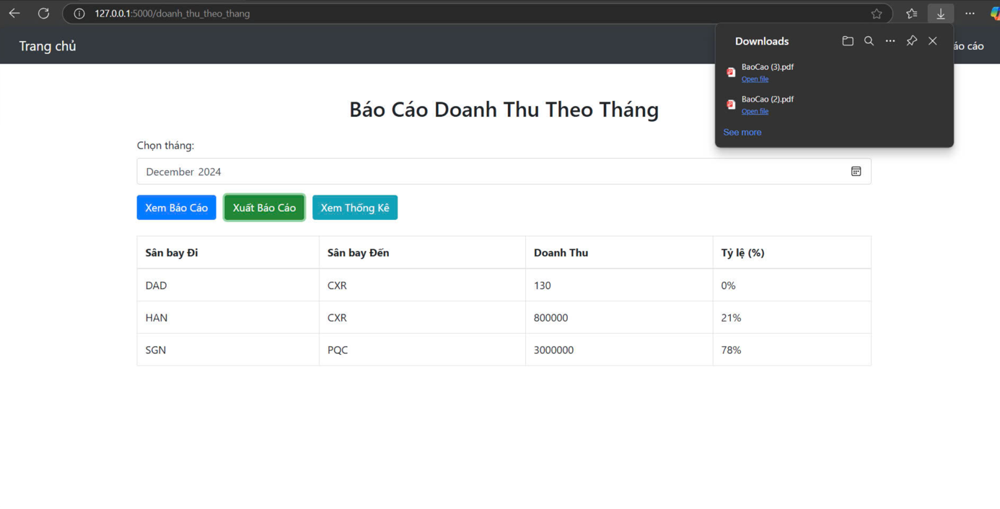 127.0.0.1:5000/doanh_thu_theo_thang
Trang chủ
áo cáo
Downloads
BaoCao (3).pdf
Open file
BaoCao (2).pdf
Open file
See more
Báo Cáo Doanh Thu Theo Tháng
Chọn tháng:
December 2024
Xem Báo Cáo Xuất Báo Cáo Xem Thống Kê
Sân bay Đi Sân bay Đến Doanh Thu Tỷ lệ (%)
DAD CXR 130 0%
HAN CXR 800000 21%
SGN PQC 3000000 78%